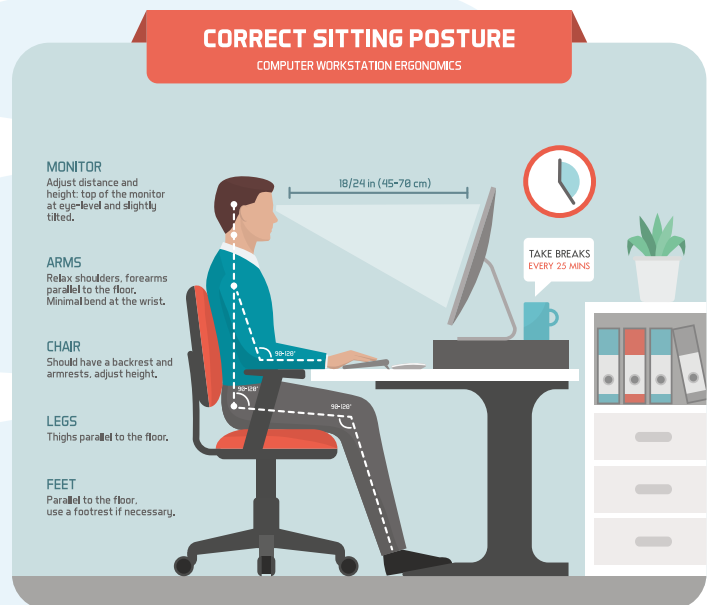 CORRECT SITTING POSTURE
COMPUTER WORKSTATION ERGONOMICS
MONITOR
Adjust distance and
height: top of the monitor
at eye-level and slightly
tilted.
ARMS
Relax shoulders, forearms
parallel to the floor.
Minimal bend at the wrist.
CHAIR
Should have a backrest and
armrests, adjust height.
LEGS
Thighs parallel to the floor.
FEET
Parallel to the floor,
use a footrest if necessary.
18/24 in (45-70 cm)
TAKE BREAKS
EVERY 25 MINS
90-120°
90-120°
90-120°